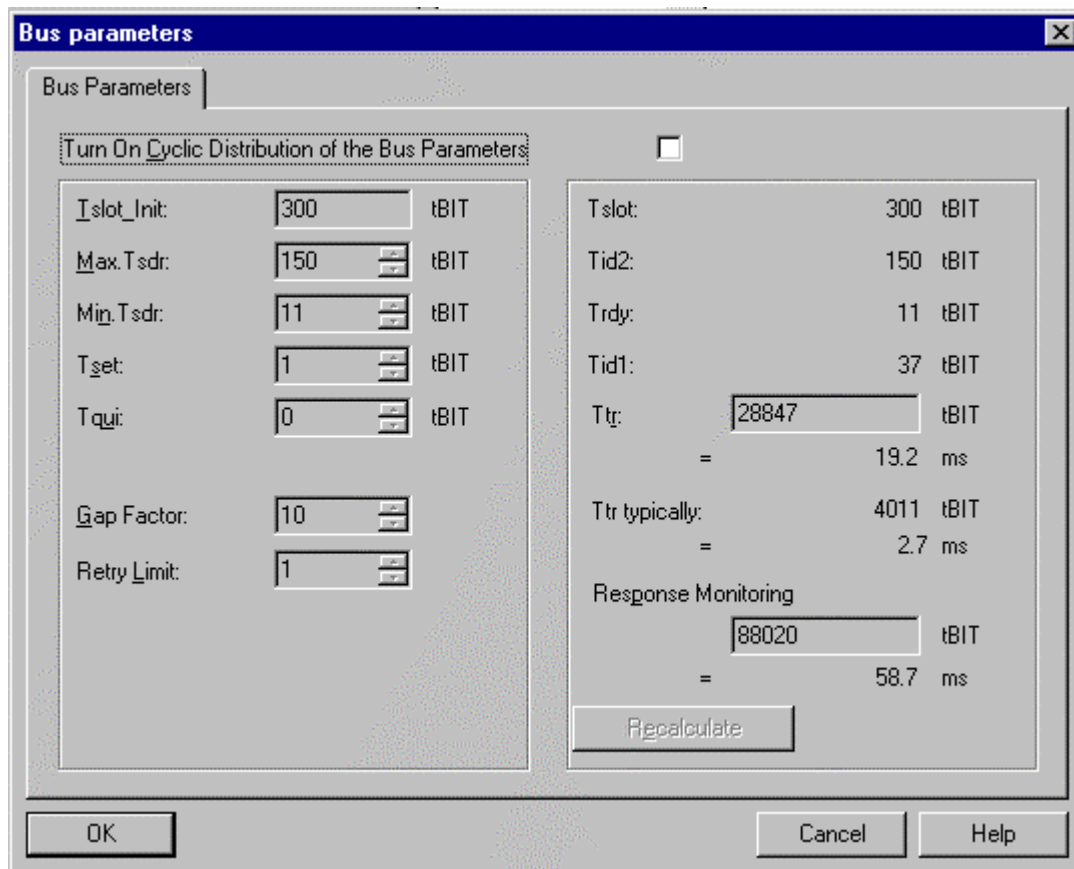 Bus parameters
Bus Parameters
Turn On Cyclic Distribution of the Bus Parameters
Tslot_Init: 300 tBIT
Max.Tsdr: 150 tBIT
Min.Tsdr: 11 tBIT
Tset: 1 tBIT
Tqui: 0 tBIT
Gap Factor: 10
Retry Limit: 1
Tslot: 300 tBIT
Tid2: 150 tBIT
Trdy: 11 tBIT
Tid1: 37 tBIT
Ttr: 28847 tBIT
= 19.2 ms
Ttr typically: 4011 tBIT
= 2.7 ms
Response Monitoring
88020 tBIT
= 58.7 ms
Recalculate
OK Cancel Help